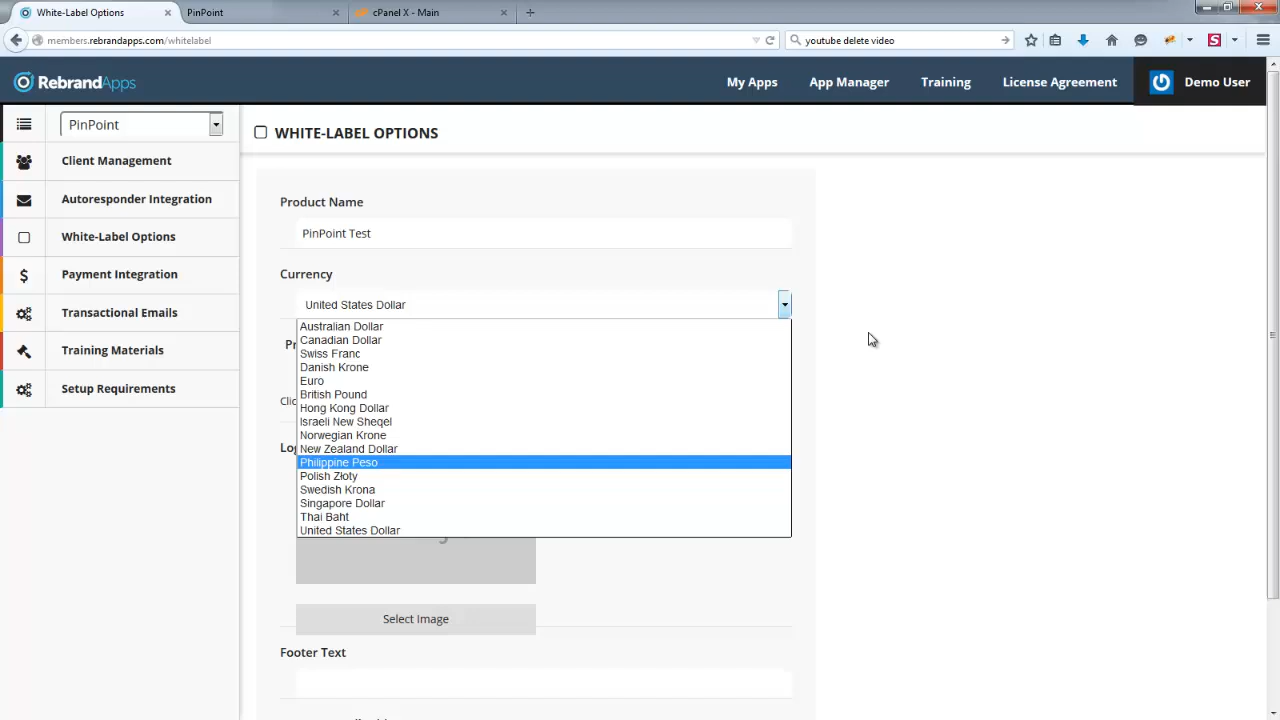 White-Label Options
PinPoint
cPanel X - Main
members.rebrandapps.com/whitelabel
youtube delete video
RebrandApps
My Apps
App Manager
Training
License Agreement
Demo User
PinPoint
Client Management
Autoresponder Integration
White-Label Options
Payment Integration
Transactional Emails
Training Materials
Setup Requirements
WHITE-LABEL OPTIONS
Product Name
PinPoint Test
Currency
United States Dollar
Australian Dollar
Canadian Dollar
Swiss Franc
Danish Krone
Euro
British Pound
Hong Kong Dollar
Israeli New Sheqel
Norwegian Krone
New Zealand Dollar
Philippine Peso
Polish Złoty
Swedish Krona
Singapore Dollar
Thai Baht
United States Dollar
Select Image
Footer Text